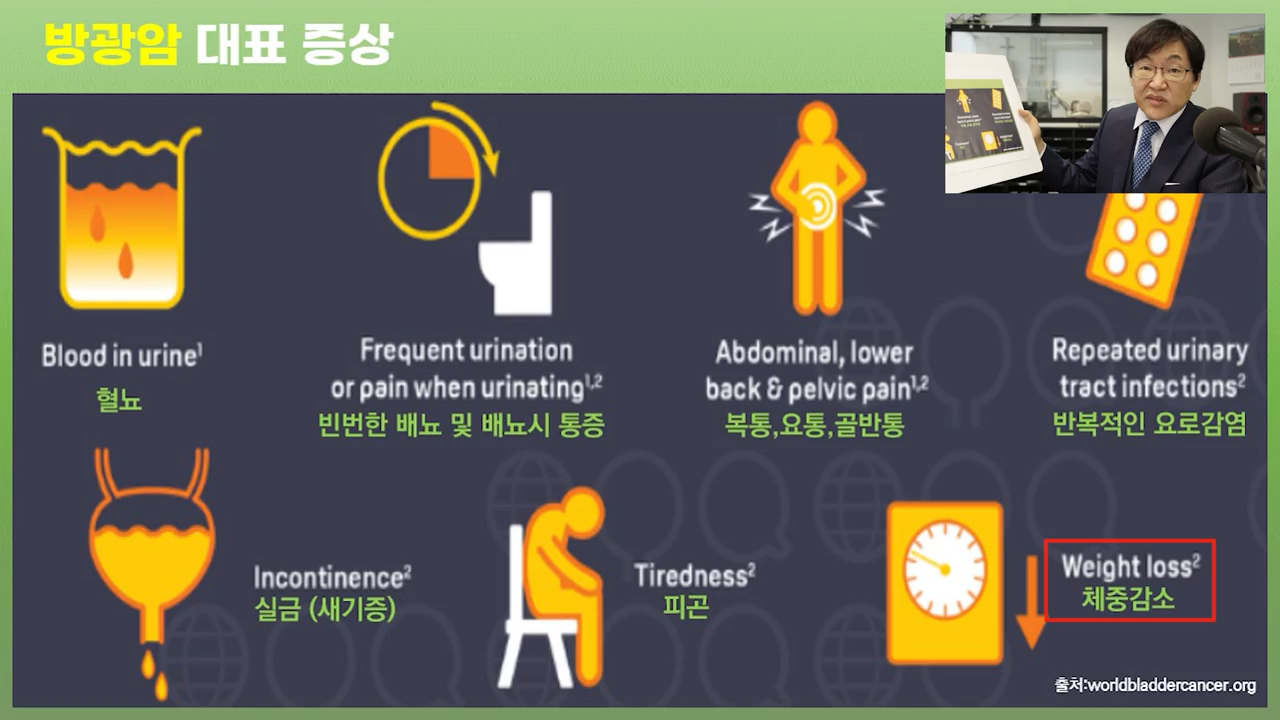 방광암 대표 증상
Blood in urine¹
혈뇨
Frequent urination
or pain when urinating¹,²
빈번한 배뇨 및 배뇨시 통증
Abdominal, lower
back & pelvic pain¹,²
복통,요통,골반통
Repeated urinary
tract infections²
반복적인 요로감염
Incontinence²
실금 (새기증)
Tiredness²
피곤
Weight loss²
체중감소
출처:worldbladdercancer.org